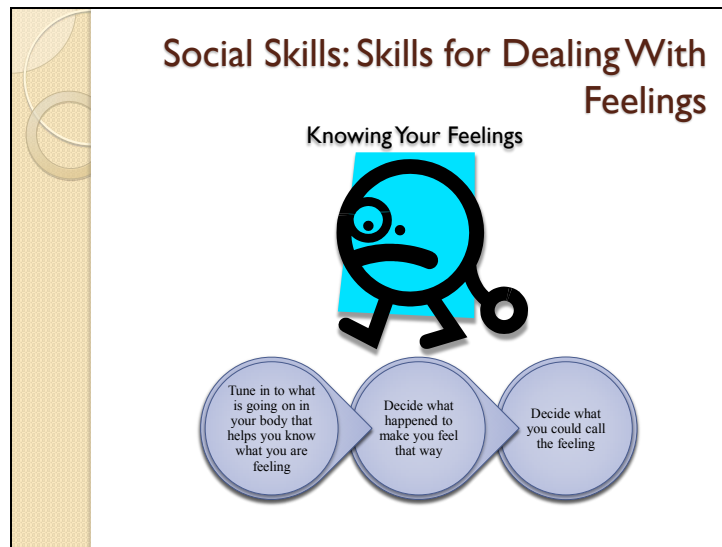 Social Skills: Skills for Dealing With
Feelings
Knowing Your Feelings
Tune in to what
is going on in
your body that
helps you know
what you are
feeling
Decide what
happened to
make you feel
that way
Decide what
you could call
the feeling